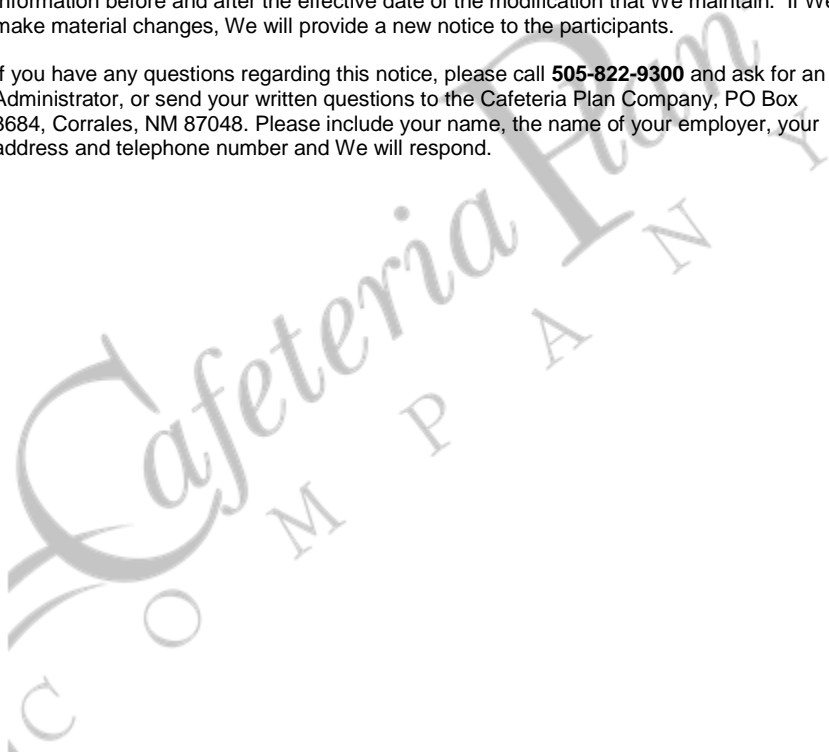 information before and after the effective date of the modification that We maintain. If We
make material changes, We will provide a new notice to the participants.
If you have any questions regarding this notice, please call 505-822-9300 and ask for an
Administrator, or send your written questions to the Cafeteria Plan Company, PO Box
3684, Corrales, NM 87048. Please include your name, the name of your employer, your
address and telephone number and We will respond.
Cafeteria Plan
COMPANY